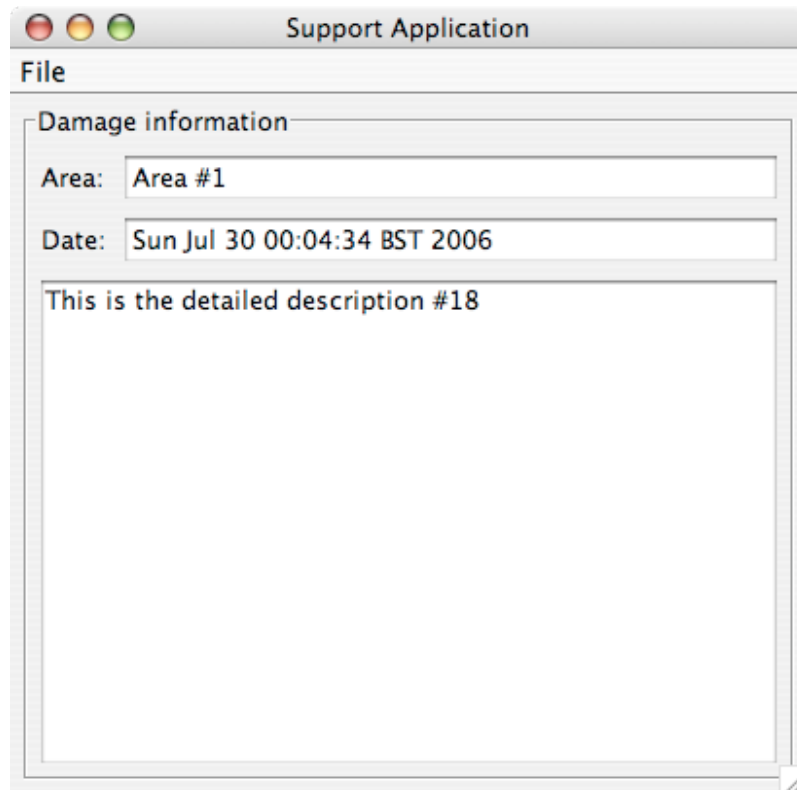 Support Application
File
Damage information
Area: Area #1
Date: Sun Jul 30 00:04:34 BST 2006
This is the detailed description #18